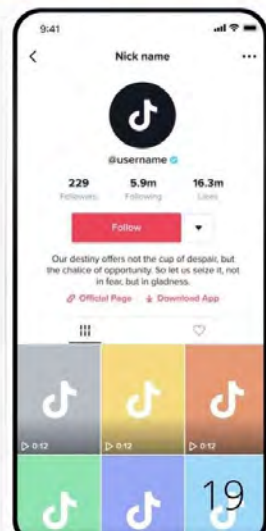 9:41
Nick name
@username
229 5.9m 16.3m
Followers Following Likes
Follow
Our destiny offers not the cup of despair, but
the chalice of opportunity. So let us seize it, not
in fear, but in gladness.
Official Page Download App
0:12 0:12 0:12
19